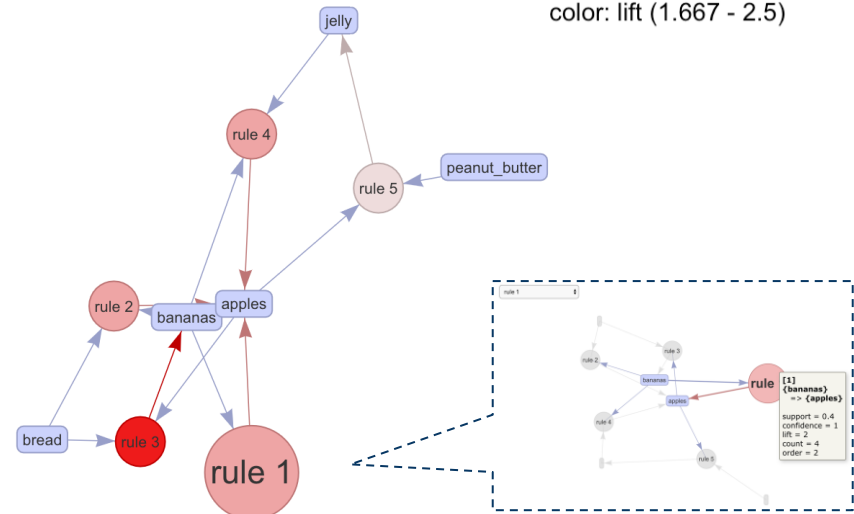 color: lift (1.667 - 2.5)
jelly
rule 4
peanut_butter
rule 5
rule 2
bananas
apples
bread
rule 3
rule 1
rule 1
rule 3
rule 2
bananas
rule
apples
rule 4
rule 5
[1]
{bananas}
=> {apples}
support = 0.4
confidence = 1
lift = 2
count = 4
order = 2